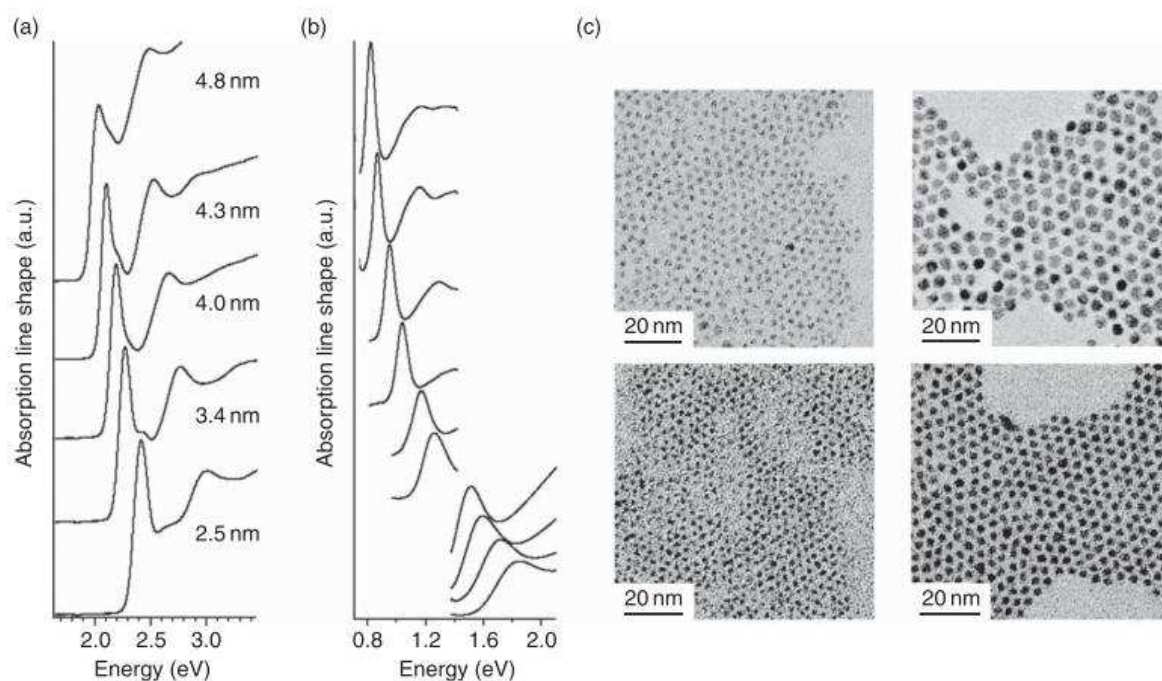 (a)
4.8 nm
4.3 nm
4.0 nm
3.4 nm
2.5 nm
Absorption line shape (a.u.)
2.0 2.5 3.0
Energy (eV)
(b)
Absorption line shape (a.u.)
0.8 1.2 1.6 2.0
Energy (eV)
(c)
20 nm
20 nm
20 nm
20 nm